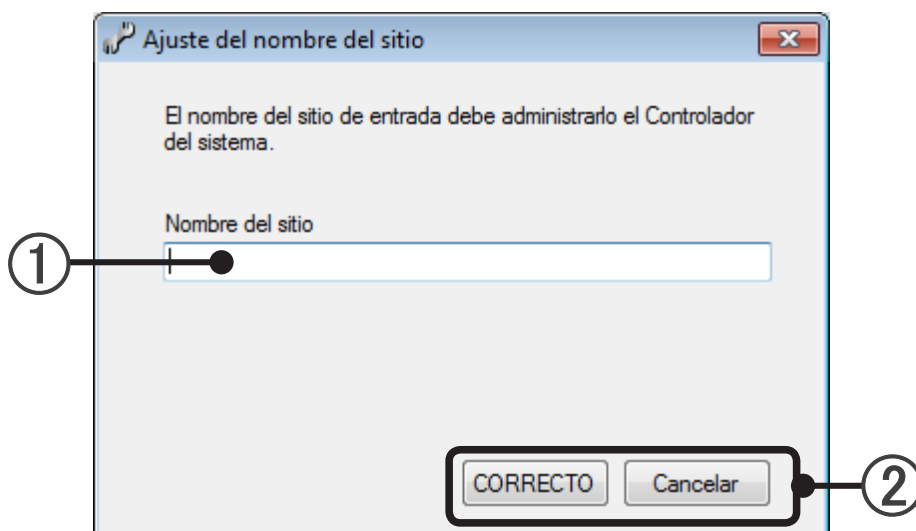 Ajuste del nombre del sitio
El nombre del sitio de entrada debe administrarlo el Controlador
del sistema.
Nombre del sitio
①
CORRECTO Cancelar
②